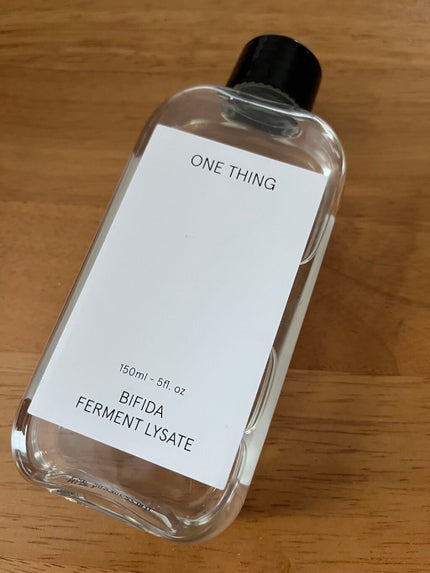 ONE THING
150ml - 5fl. oz
BIFIDA
FERMENT LYSATE